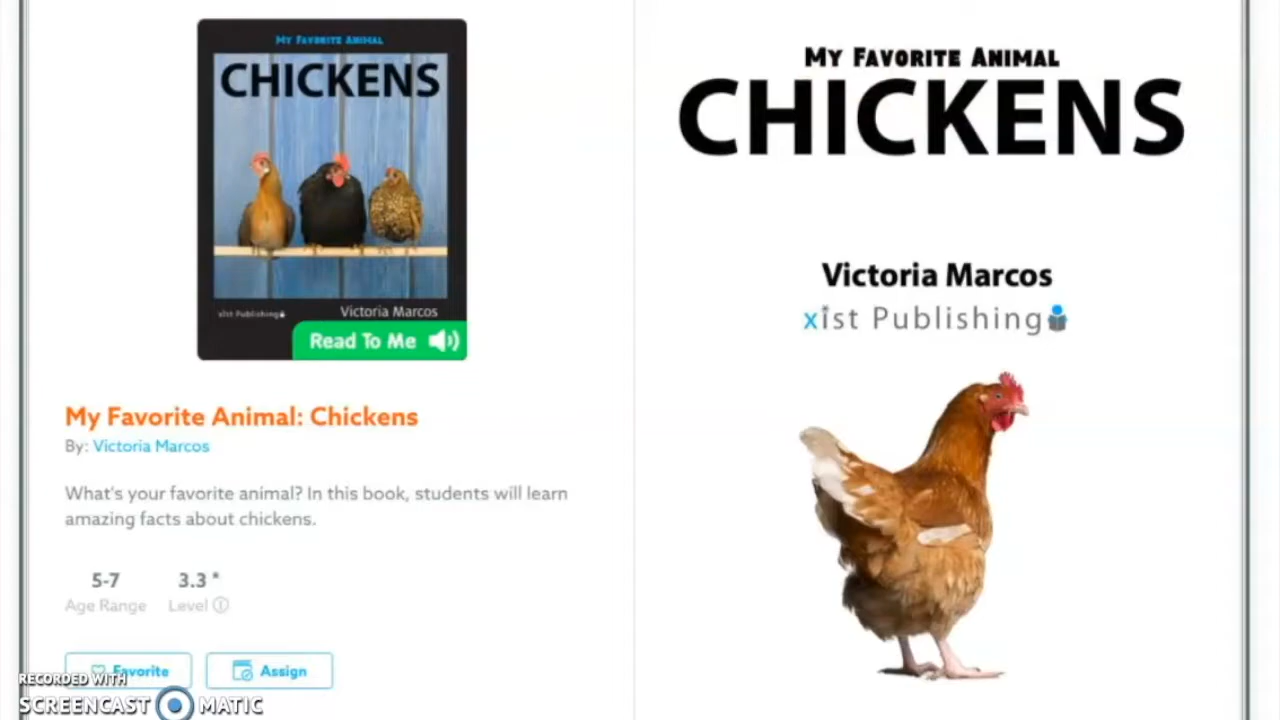 MY FAVORITE ANIMAL
CHICKENS
xist Publishing
Victoria Marcos
Read To Me
My Favorite Animal: Chickens
By: Victoria Marcos
What's your favorite animal? In this book, students will learn
amazing facts about chickens.
5-7 3.3 *
Age Range Level
Favorite Assign
RECORDED WITH
SCREENCAST MATIC
MY FAVORITE ANIMAL
CHICKENS
Victoria Marcos
xist Publishing